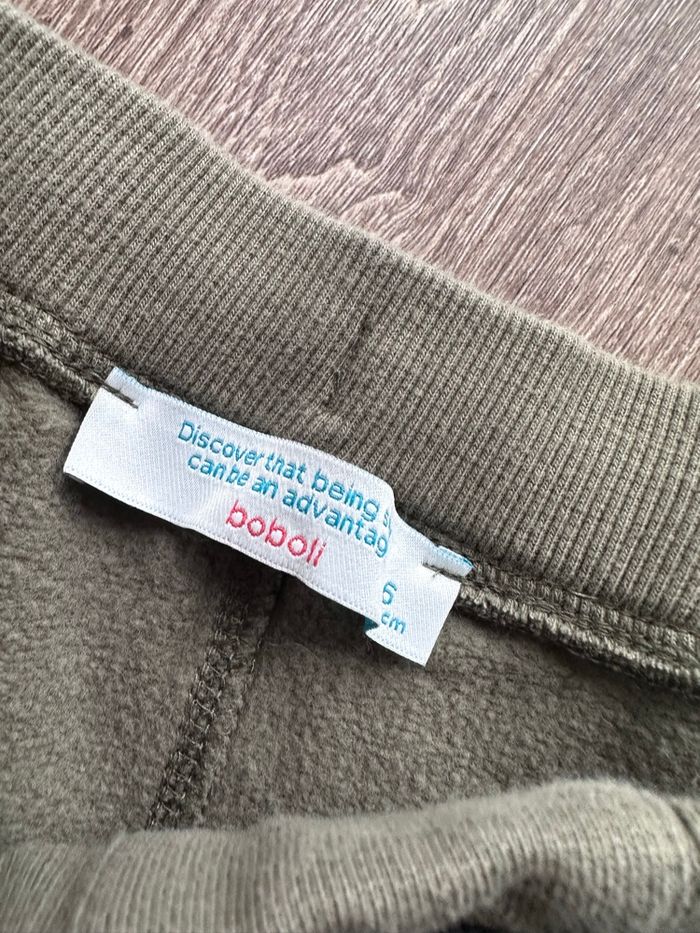 Discover that being
can be an advantag
boboli
6
cm